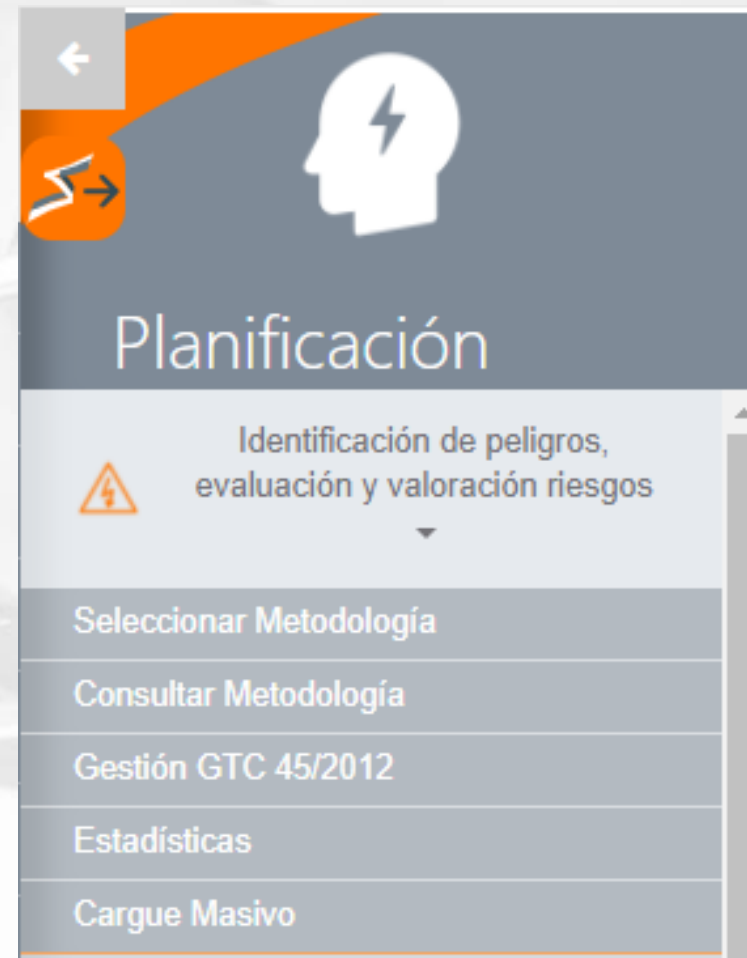 Planificación
Identificación de peligros,
evaluación y valoración riesgos
Seleccionar Metodología
Consultar Metodología
Gestión GTC 45/2012
Estadísticas
Cargue Masivo